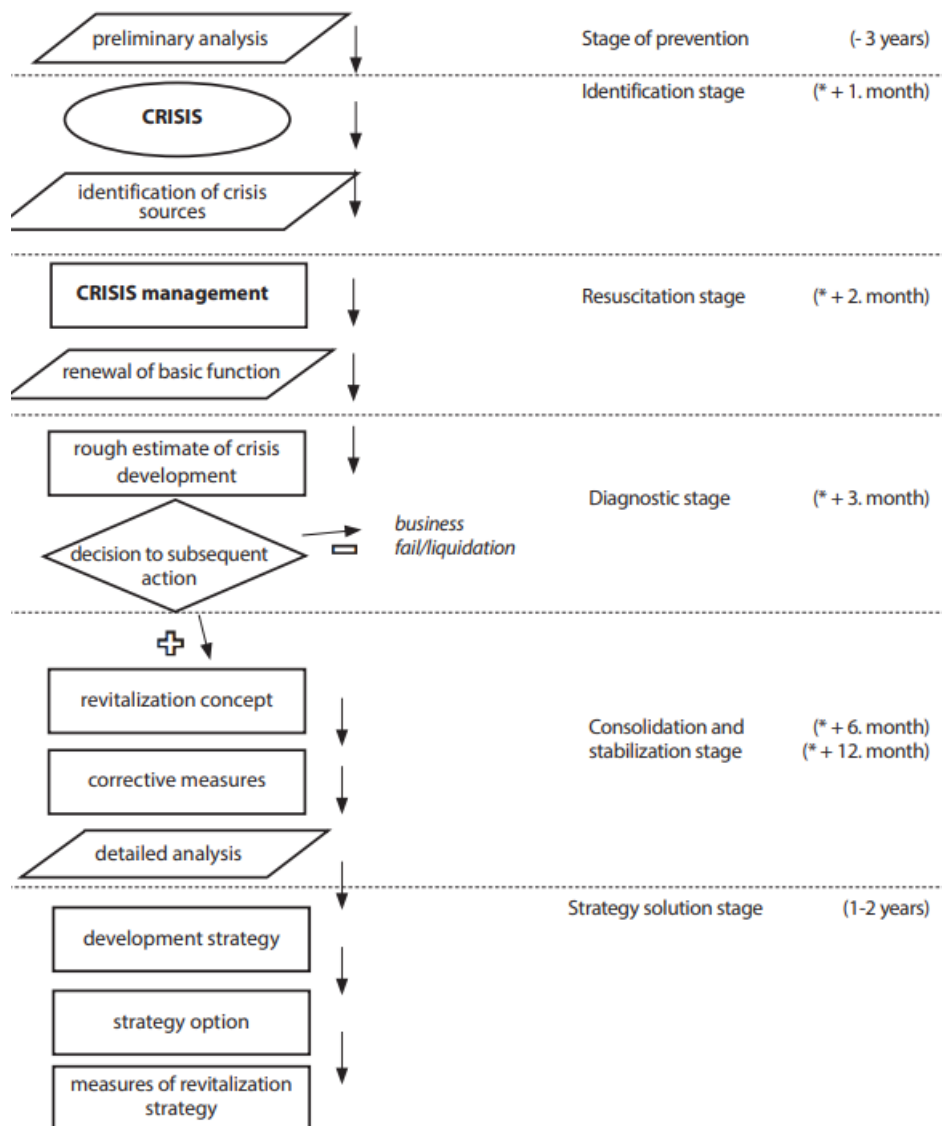 preliminary analysis
Stage of prevention
(- 3 years)
Identification stage
(* + 1. month)
CRISIS
identification of crisis
sources
CRISIS management
Resuscitation stage
(* + 2. month)
renewal of basic function
rough estimate of crisis
development
Diagnostic stage
(* + 3. month)
business
fail/liquidation
decision to subsequent
action
revitalization concept
Consolidation and
stabilization stage
(* + 6. month)
(* + 12. month)
corrective measures
detailed analysis
Strategy solution stage
(1-2 years)
development strategy
strategy option
measures of revitalization
strategy